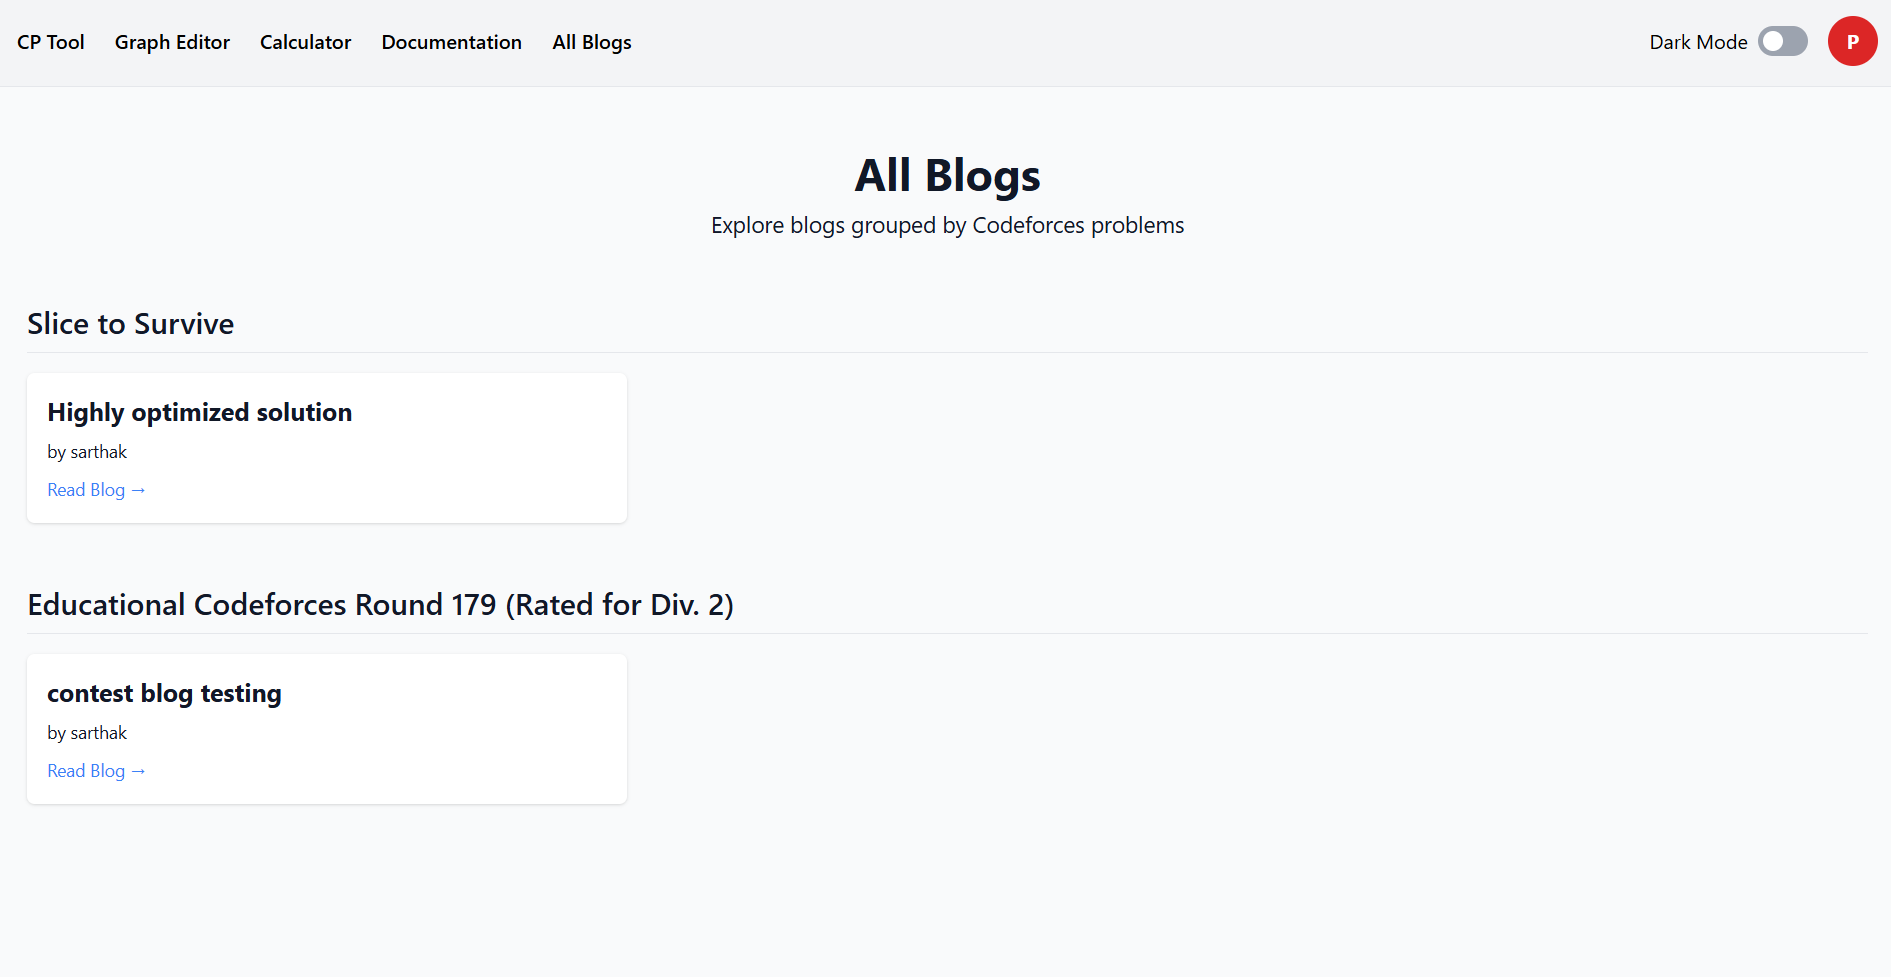 CP Tool Graph Editor Calculator Documentation All Blogs Dark Mode P
All Blogs
Explore blogs grouped by Codeforces problems
Slice to Survive
Highly optimized solution
by sarthak
Read Blog →
Educational Codeforces Round 179 (Rated for Div. 2)
contest blog testing
by sarthak
Read Blog →